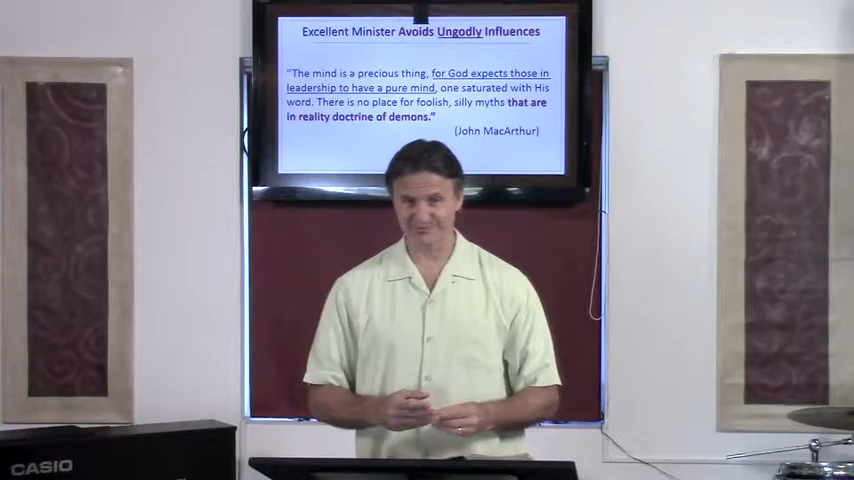 Excellent Minister Avoids Ungodly Influences
“The mind is a precious thing, for God expects those in
leadership to have a pure mind, one saturated with His
word. There is no place for foolish, silly myths that are
in reality doctrine of demons.”
(John MacArthur)
CASIO